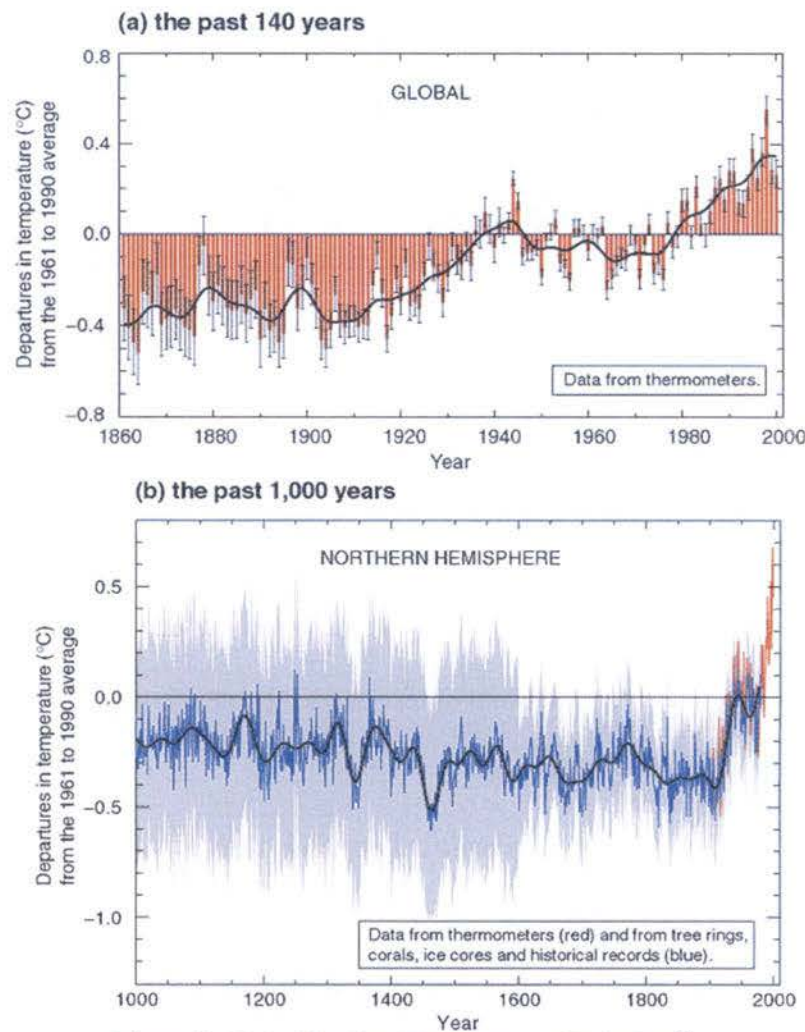 (a) the past 140 years
Departures in temperature (°C)
from the 1961 to 1990 average
0.8
0.4
0.0
−0.4
−0.8
GLOBAL
Data from thermometers.
1860 1880 1900 1920 1940 1960 1980 2000
Year
(b) the past 1,000 years
Departures in temperature (°C)
from the 1961 to 1990 average
0.5
0.0
−0.5
−1.0
NORTHERN HEMISPHERE
Data from thermometers (red) and from tree rings,
corals, ice cores and historical records (blue).
1000 1200 1400 1600 1800 2000
Year